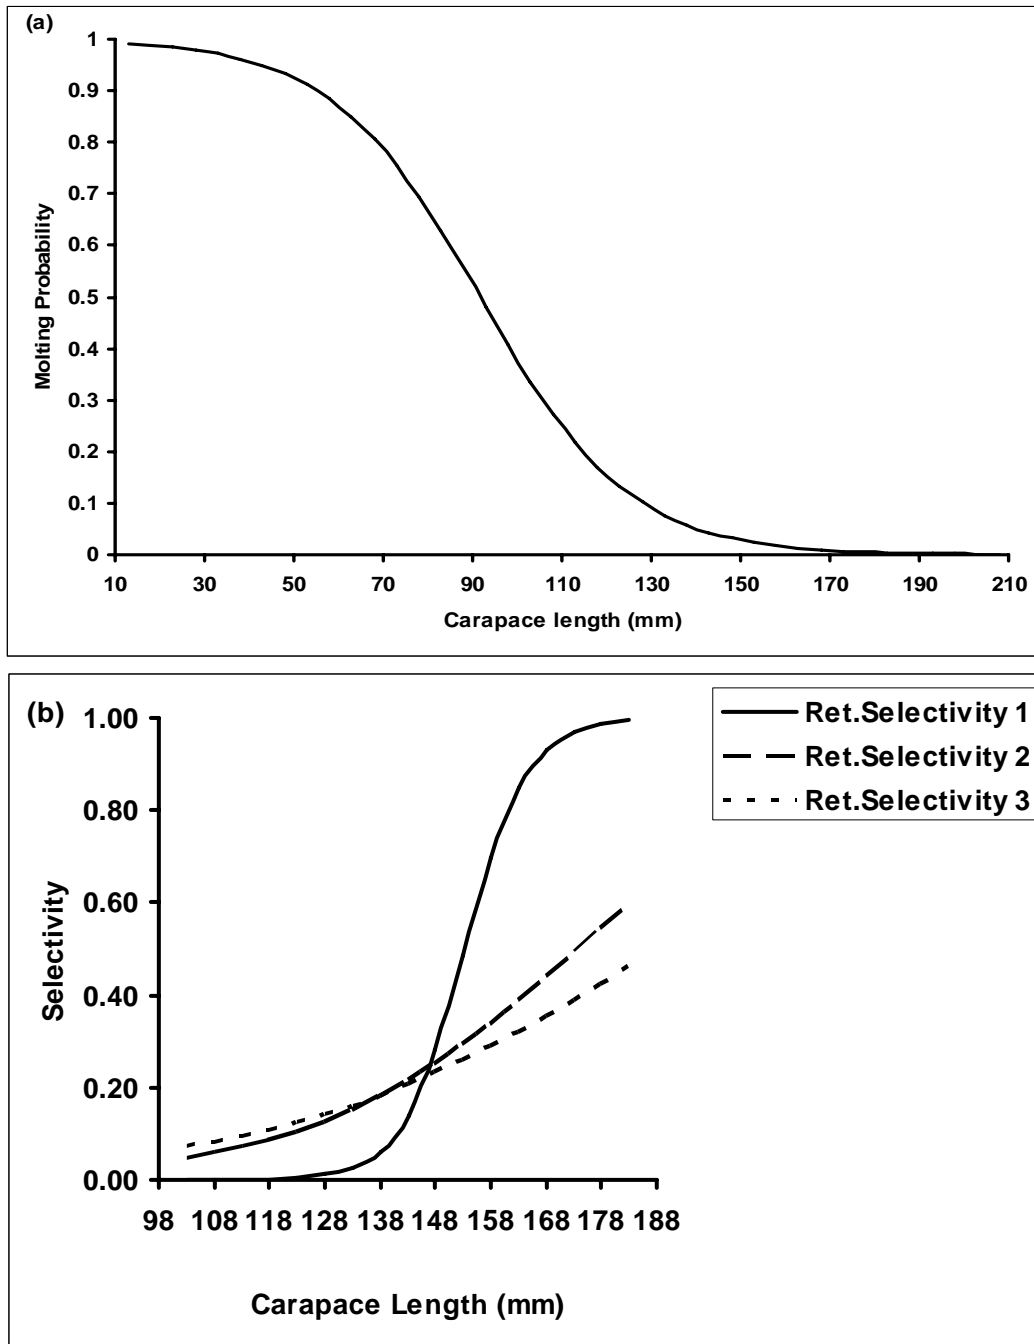 (a)
Molting Probability
1
0.9
0.8
0.7
0.6
0.5
0.4
0.3
0.2
0.1
0
10 30 50 70 90 110 130 150 170 190 210
Carapace length (mm)
(b)
Ret.Selectivity 1
Ret.Selectivity 2
Ret.Selectivity 3
Selectivity
1.00
0.80
0.60
0.40
0.20
0.00
98 108 118 128 138 148 158 168 178 188
Carapace Length (mm)